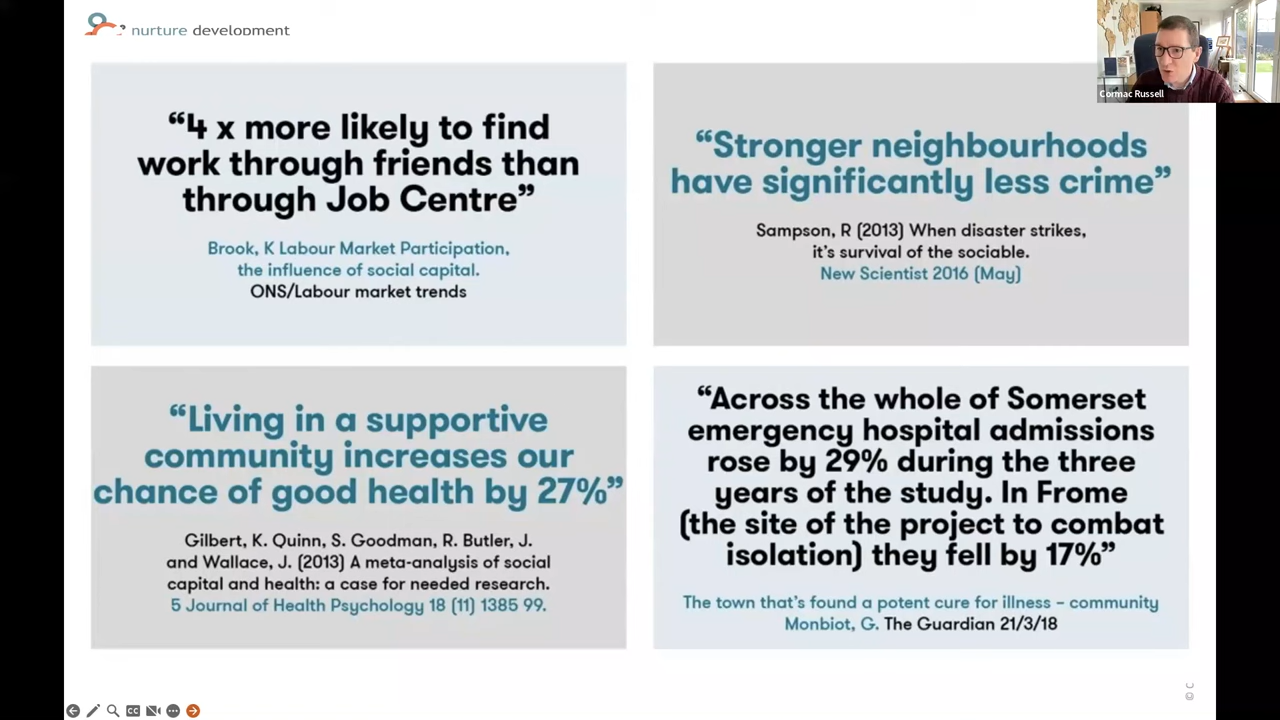 nurture development
Cormac Russell
“4 x more likely to find
work through friends than
through Job Centre”
Brook, K Labour Market Participation,
the influence of social capital.
ONS/Labour market trends
“Stronger neighbourhoods
have significantly less crime”
Sampson, R (2013) When disaster strikes,
it’s survival of the sociable.
New Scientist 2016 (May)
“Living in a supportive
community increases our
chance of good health by 27%”
Gilbert, K. Quinn, S. Goodman, R. Butler, J.
and Wallace, J. (2013) A meta-analysis of social
capital and health: a case for needed research.
5 Journal of Health Psychology 18 (11) 1385 99.
“Across the whole of Somerset
emergency hospital admissions
rose by 29% during the three
years of the study. In Frome
(the site of the project to combat
isolation) they fell by 17%”
The town that’s found a potent cure for illness – community
Monbiot, G. The Guardian 21/3/18
CC